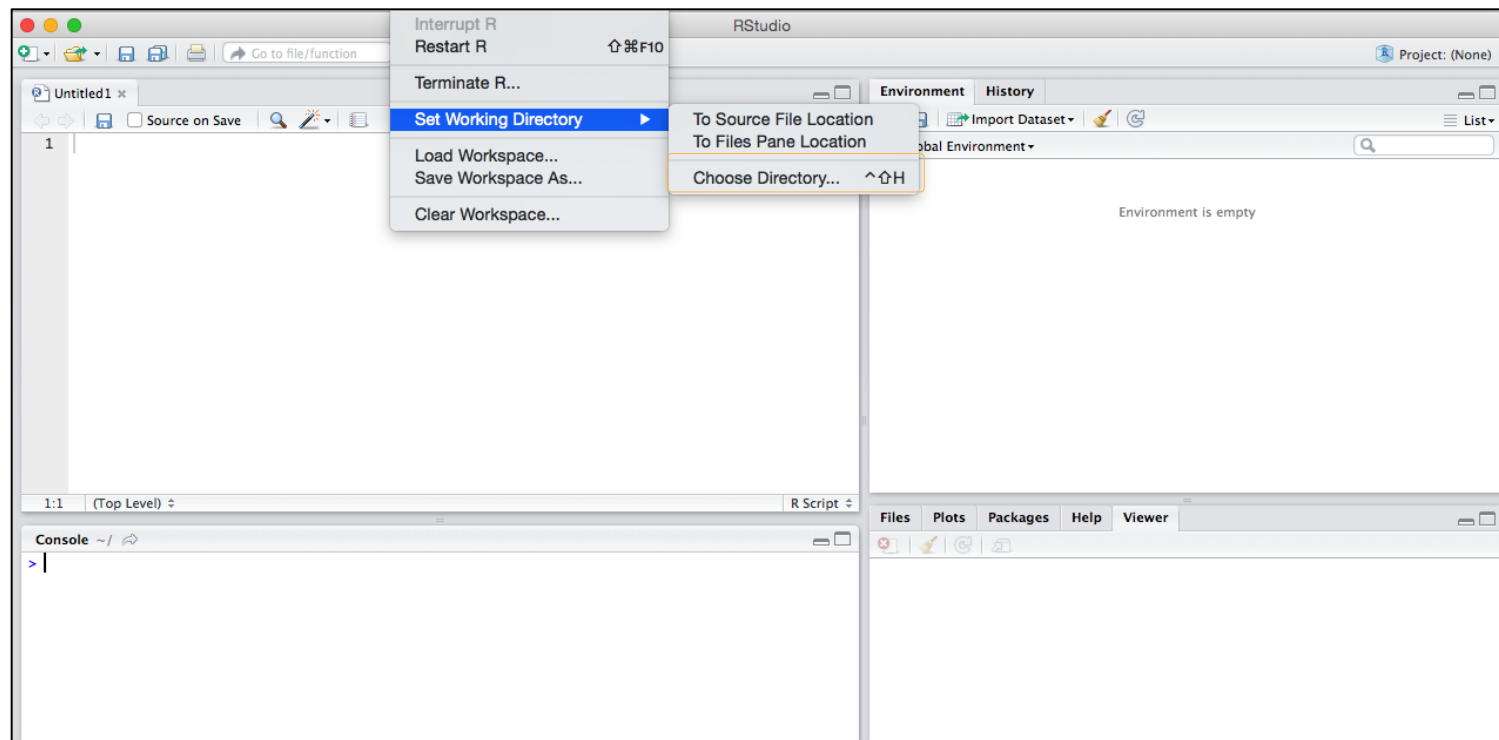 RStudio
Go to file/function
Project: (None)
Interrupt R
Restart R ⇧⌘F10
Terminate R...
Set Working Directory ▶
Load Workspace...
Save Workspace As...
Clear Workspace...
To Source File Location
To Files Pane Location
Choose Directory... ^⇧H
Untitled1
Source on Save
1
1:1 (Top Level) R Script
Console ~/
>
Environment History
Import Dataset List
bal Environment
Environment is empty
Files Plots Packages Help Viewer